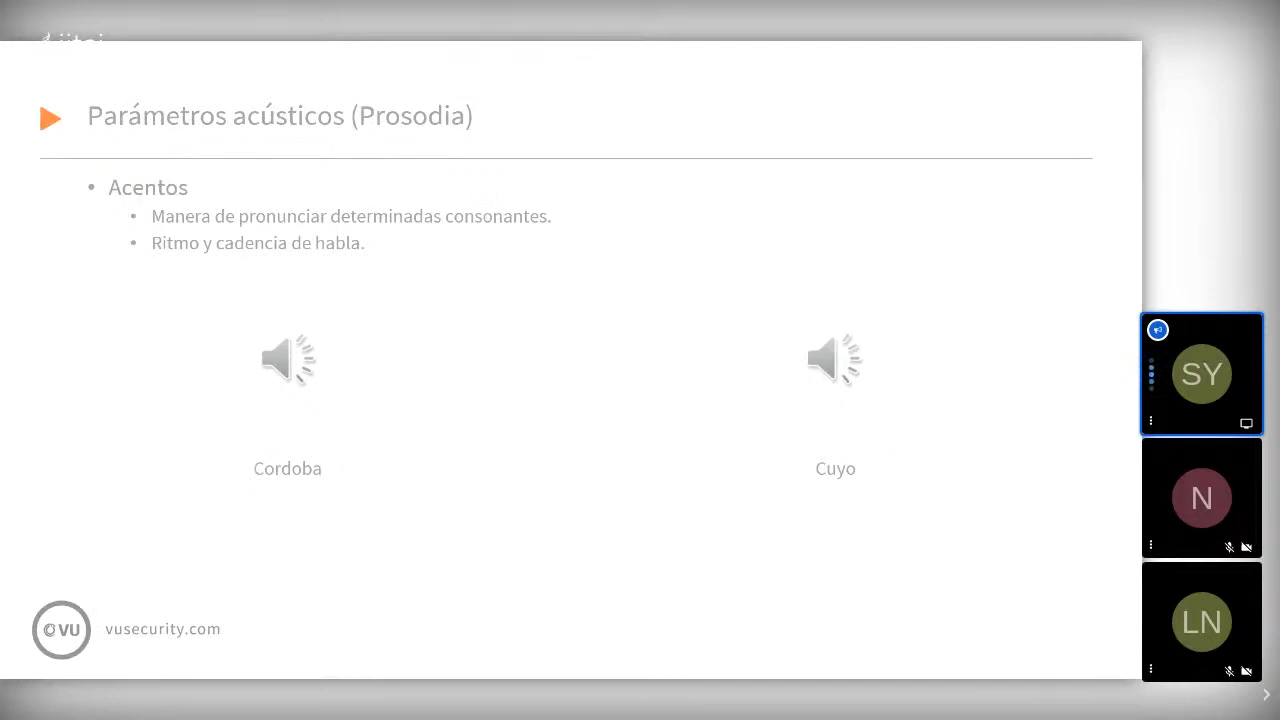 Parámetros acústicos (Prosodia)
• Acentos
• Manera de pronunciar determinadas consonantes.
• Ritmo y cadencia de habla.
Cordoba
Cuyo
VU
vusecurity.com
SY
N
LN